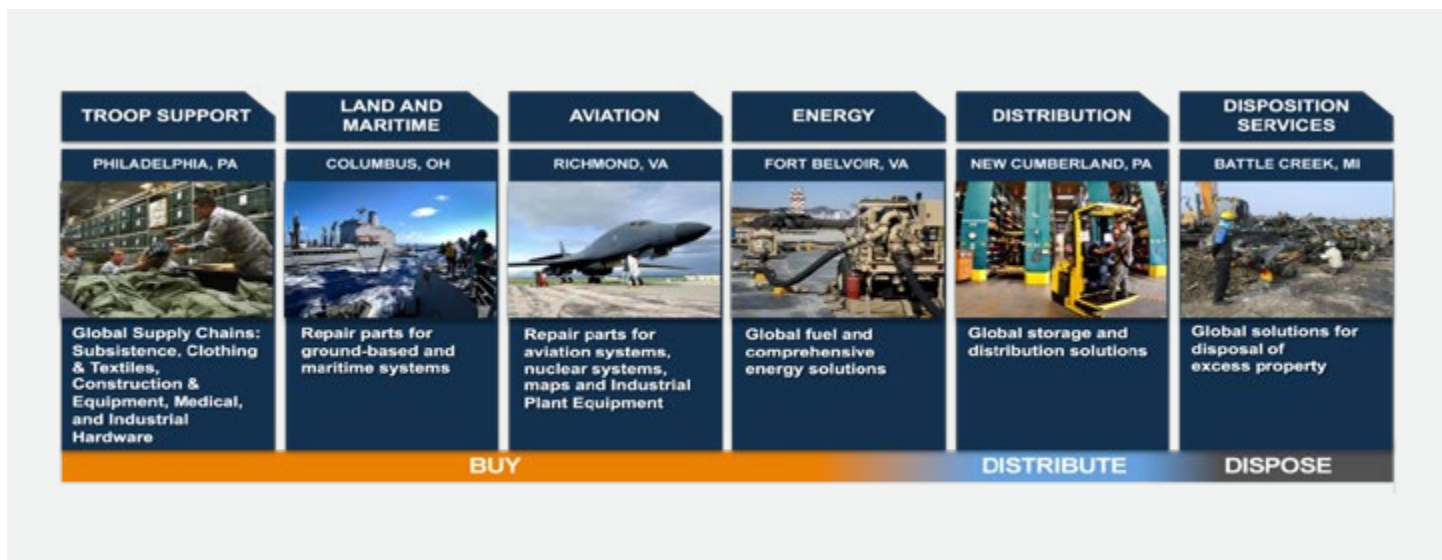 TROOP SUPPORT
PHILADELPHIA, PA
Global Supply Chains:
Subsistence, Clothing
& Textiles,
Construction &
Equipment, Medical,
and Industrial
Hardware
LAND AND
MARITIME
COLUMBUS, OH
Repair parts for
ground-based and
maritime systems
AVIATION
RICHMOND, VA
Repair parts for
aviation systems,
nuclear systems,
maps and Industrial
Plant Equipment
ENERGY
FORT BELVOIR, VA
Global fuel and
comprehensive
energy solutions
DISTRIBUTION
NEW CUMBERLAND, PA
Global storage and
distribution solutions
DISPOSITION
SERVICES
BATTLE CREEK, MI
Global solutions for
disposal of
excess property
BUY
DISTRIBUTE
DISPOSE